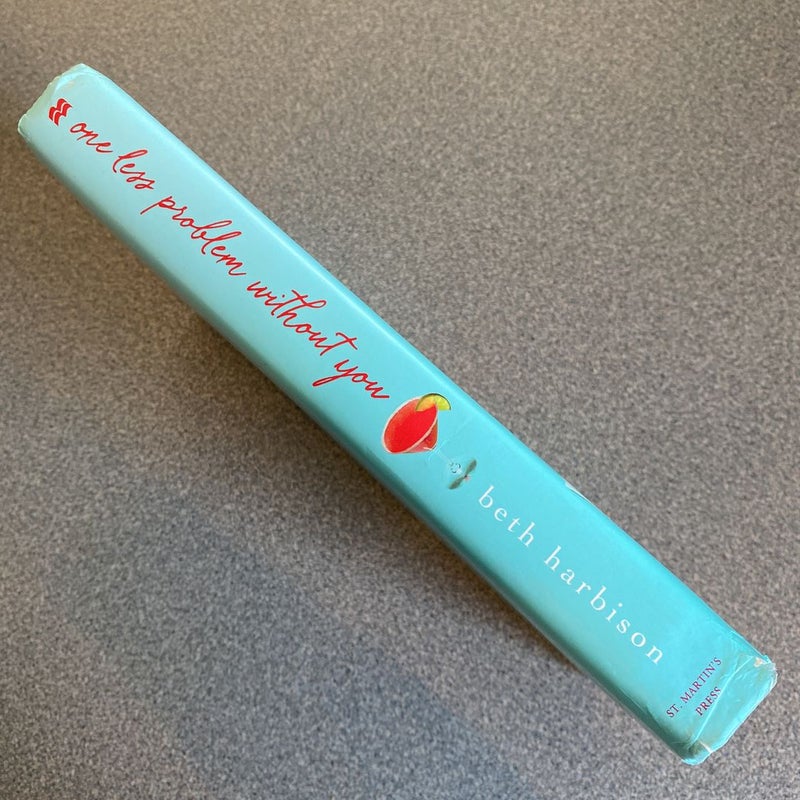 one less problem without you
beth harbison
ST. MARTIN'S
PRESS